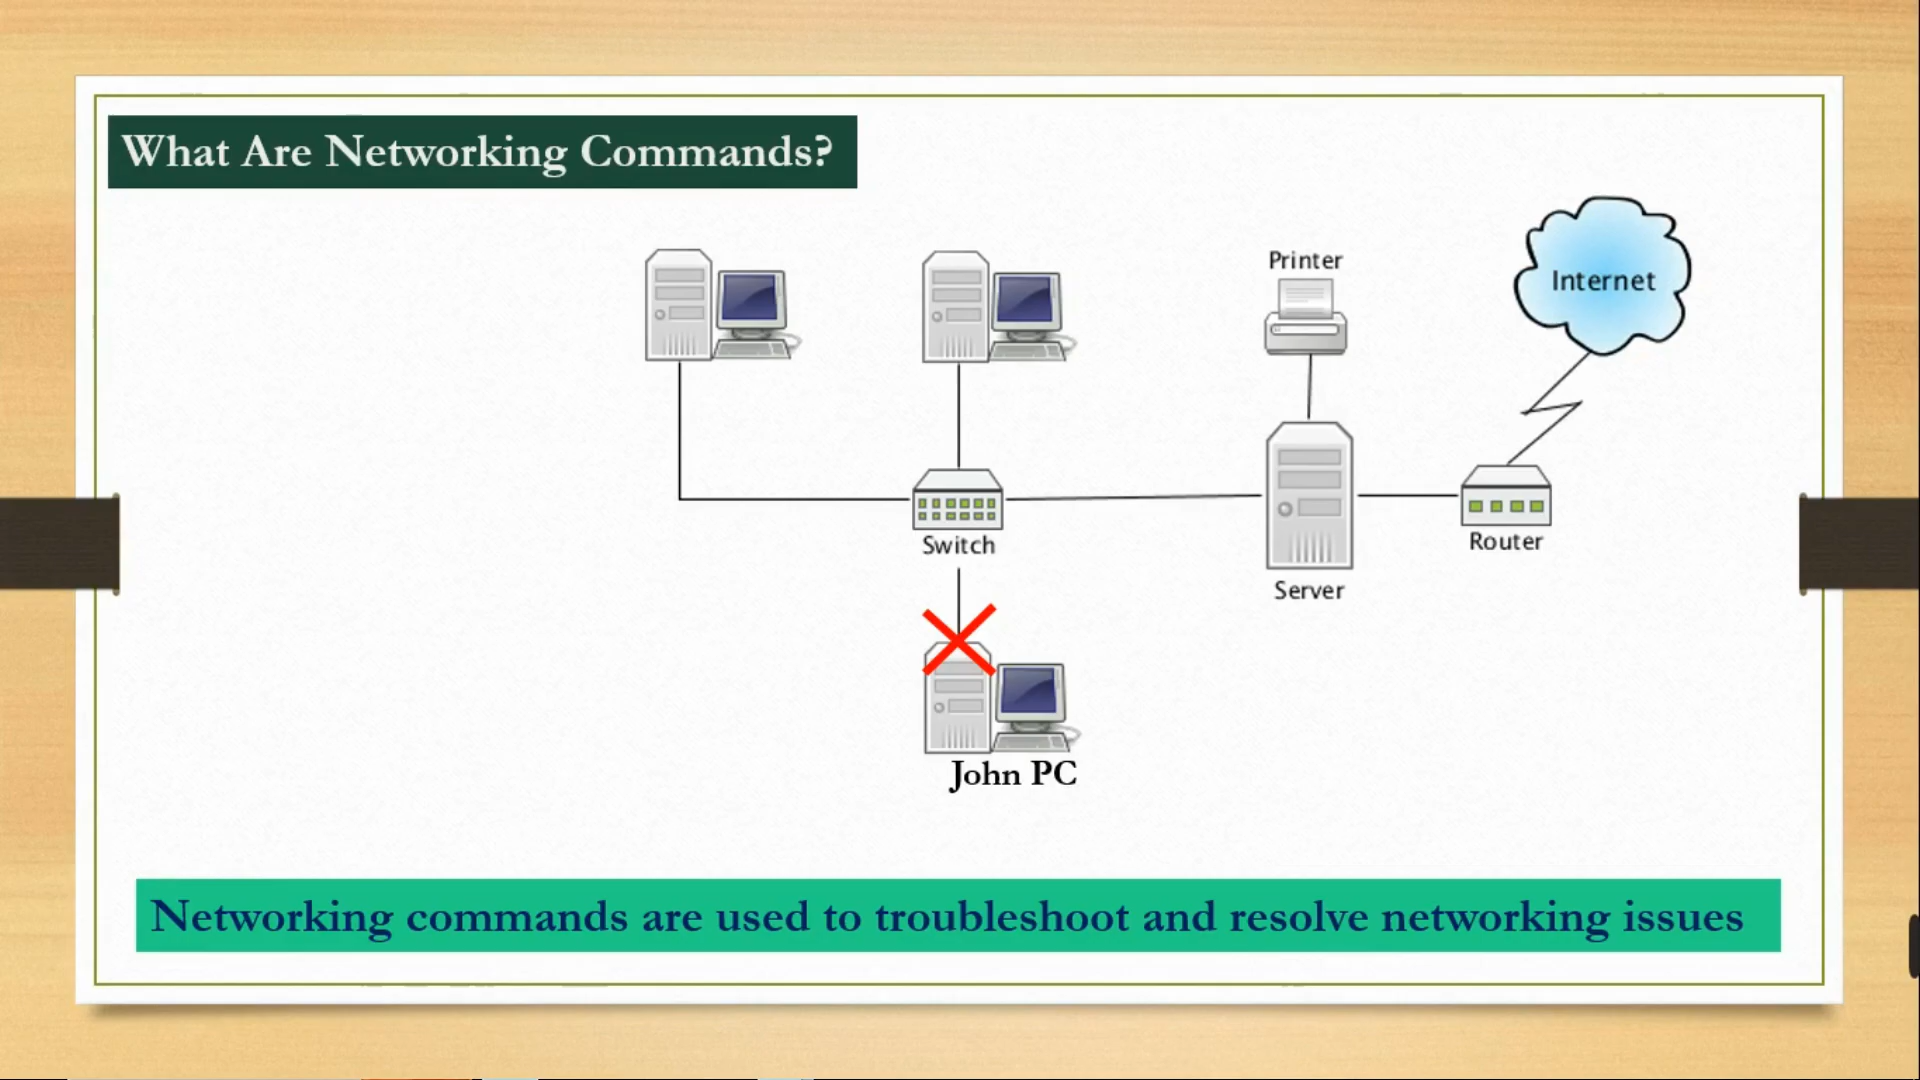 What Are Networking Commands?
Printer
Internet
Switch
Router
Server
John PC
Networking commands are used to troubleshoot and resolve networking issues